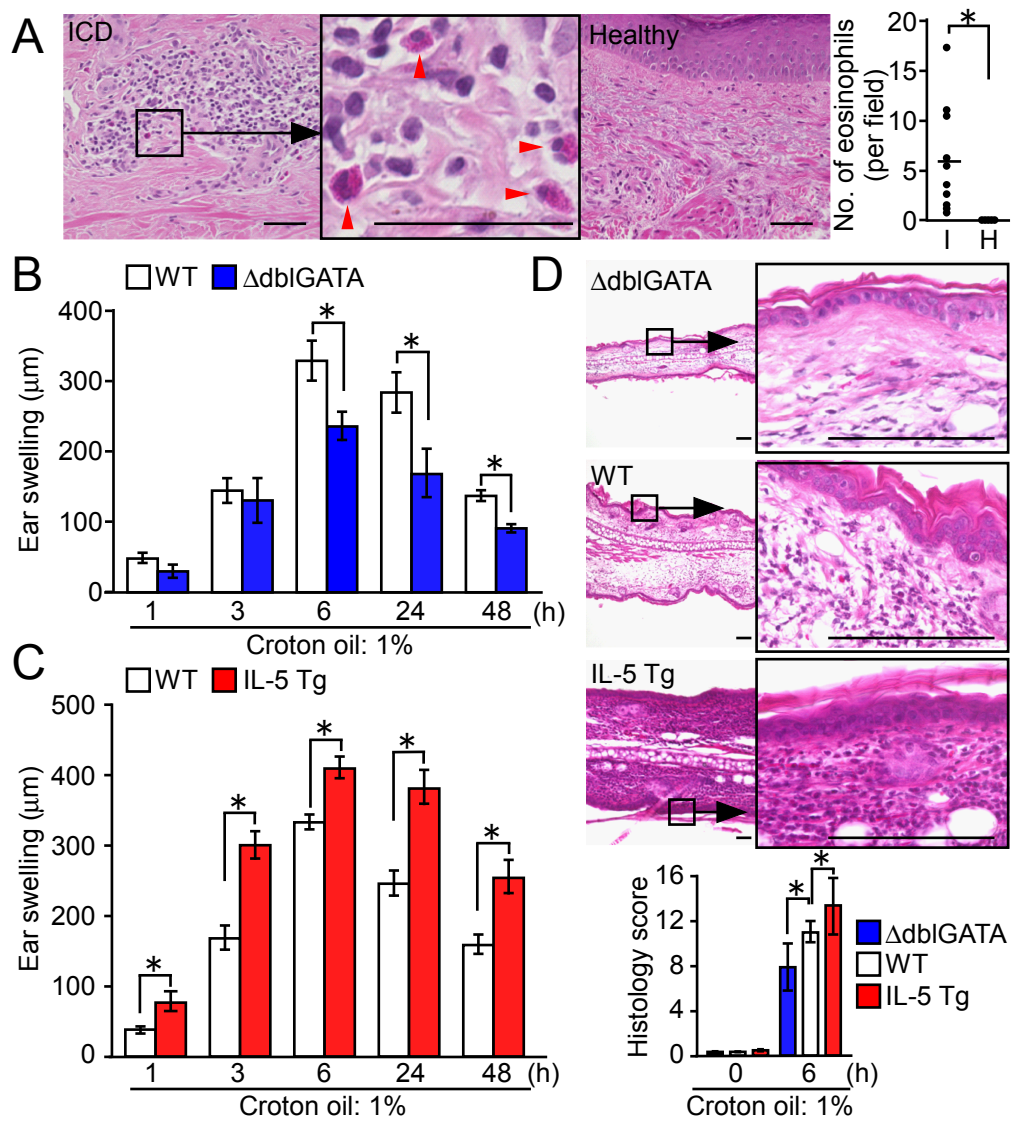 A
ICD
Healthy
No. of eosinophils
(per field)
20
15
10
5
0
*
I H
B
WT ΔdblGATA
Ear swelling (μm)
400
300
200
100
0
* * *
1 3 6 24 48 (h)
Croton oil: 1%
C
WT IL-5 Tg
Ear swelling (μm)
500
400
300
200
100
0
* * * * *
1 3 6 24 48 (h)
Croton oil: 1%
D
ΔdblGATA
WT
IL-5 Tg
Histology score
16
12
8
4
0
* *
0 6 (h)
Croton oil: 1%
ΔdblGATA
WT
IL-5 Tg